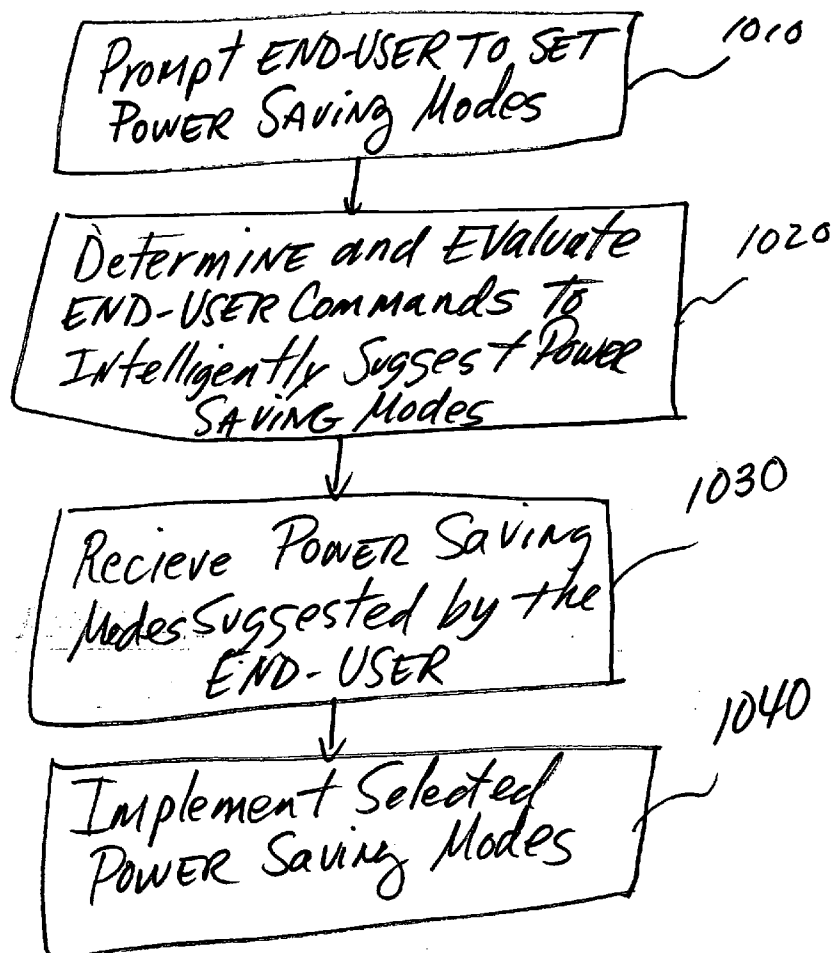 Prompt END-USER TO SET
POWER SAVING Modes
1010
Determine and Evaluate
END-USER Commands To
Intelligently Suggest Power
SAVING Modes
1020
Recieve Power Saving
Modes Suggested by the
END-USER
1030
Implement Selected
Power Saving Modes
1040